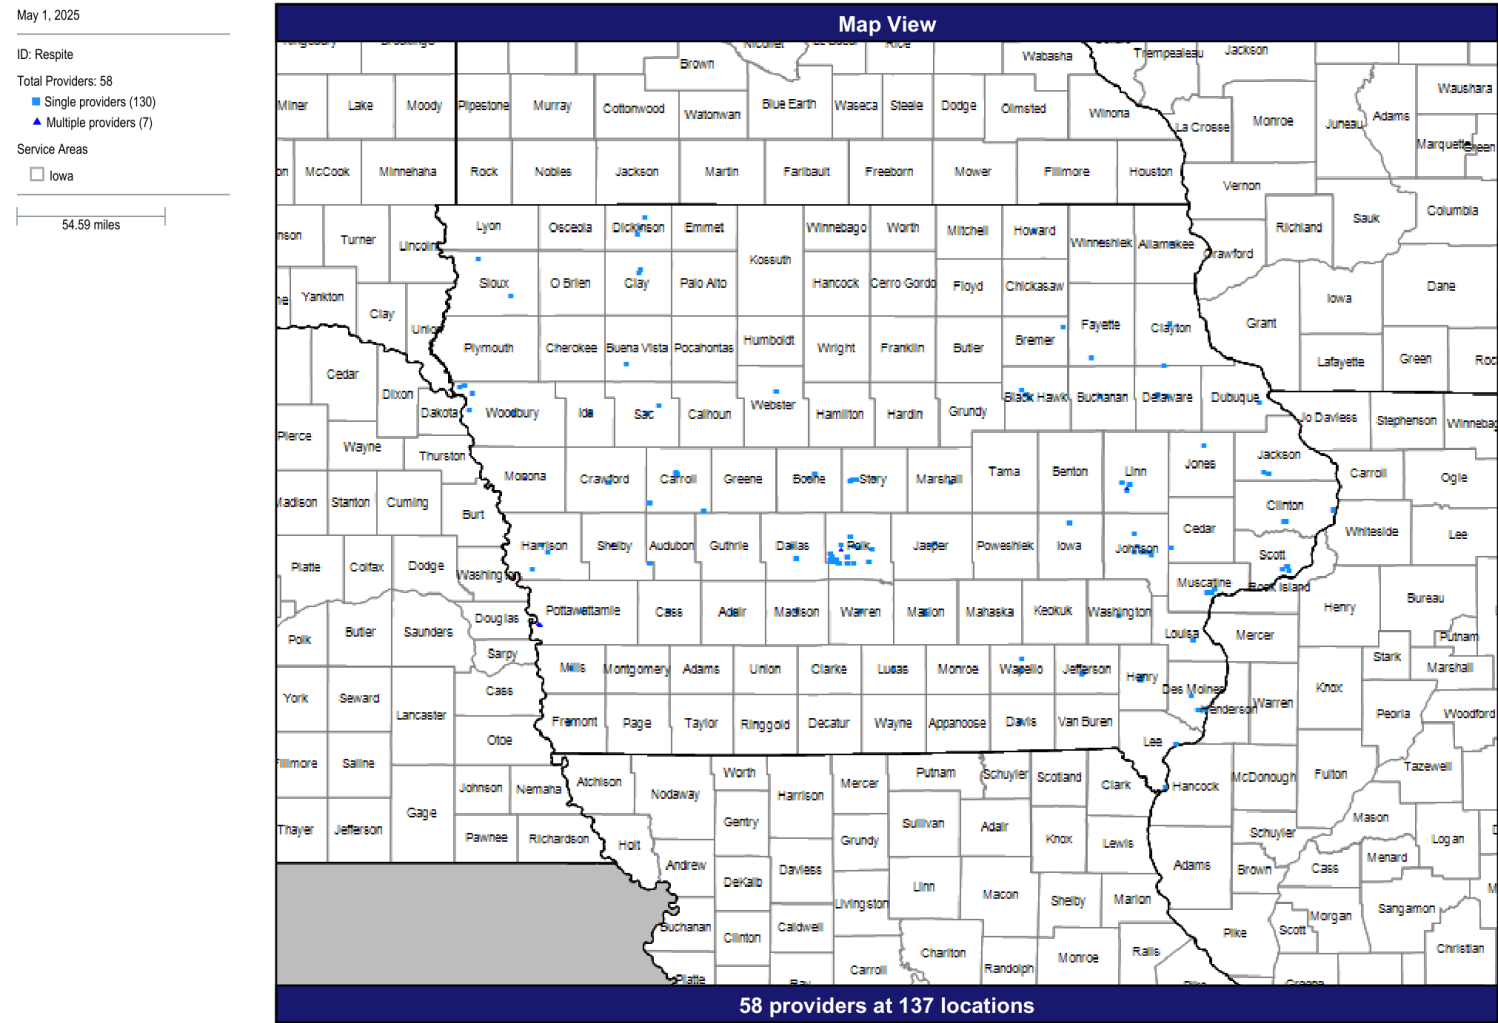 May 1, 2025
ID: Respite
Total Providers: 58
Single providers (130)
Multiple providers (7)
Service Areas
Iowa
54.59 miles
Map View
Nicollet Rice Wabasha Trempealeau Jackson
Brown
Miner Lake Moody Pipestone Murray Cottonwood Watonwan Blue Earth Waseca Steele Dodge Olmsted Winona La Crosse Monroe Juneau Adams Waushara
Marquette Green
McCook Minnehaha Rock Nobles Jackson Martin Faribault Freeborn Mower Fillmore Houston Vernon
Richland Sauk Columbia
Turner Lincoln Lyon Osceola Dickinson Emmet Winnebago Worth Mitchell Howard Winneshiek Allamakee Crawford
Kossuth
Yankton Clay Union Sioux O Brien Clay Palo Alto Hancock Cerro Gordo Floyd Chickasaw Iowa Dane
Fayette Clayton Grant
Plymouth Cherokee Buena Vista Pocahontas Humboldt Wright Franklin Butler Bremer Lafayette Green
Cedar Dixon Dakota Woodbury Ida Sac Calhoun Webster Hamilton Hardin Grundy Black Hawk Buchanan Delaware Dubuque Jo Daviess Stephenson
Pierce Wayne Thurston
Madison Stanton Cuming Burt Monona Crawford Carroll Greene Boone Story Marshall Tama Benton Linn Jones Jackson Carroll Ogle
Clinton
Cedar Whiteside Lee
Platte Colfax Dodge Washington Harrison Shelby Audubon Guthrie Dallas Polk Jasper Poweshiek Iowa Johnson Scott
Muscatine Rock Island Henry Bureau
Polk Butler Saunders Douglas Pottawattamie Cass Adair Madison Warren Marion Mahaska Keokuk Washington Louisa Mercer
Putnam
Sarpy
Stark Marshall
Cass Mills Montgomery Adams Union Clarke Lucas Monroe Wapello Jefferson Henry Des Moines Henderson Warren Knox
York Seward Lancaster
Peoria Woodford
Otoe Fremont Page Taylor Ringgold Decatur Wayne Appanoose Davis Van Buren Lee
Fillmore Saline Johnson Nemaha Atchison Nodaway Worth Harrison Mercer Putnam Schuyler Scotland Clark Hancock McDonough Fulton Tazewell
Gage Gentry Sullivan Adair Knox Lewis Schuyler Mason Logan
Thayer Jefferson Pawnee Richardson Holt Andrew Grundy
DeKalb Daviess Livingston Linn Macon Shelby Marion Adams Brown Cass Menard
Buchanan Clinton Caldwell Chariton Randolph Monroe Ralls Pike Scott Morgan Sangamon Christian
Platte Ray Carroll Greene
58 providers at 137 locations